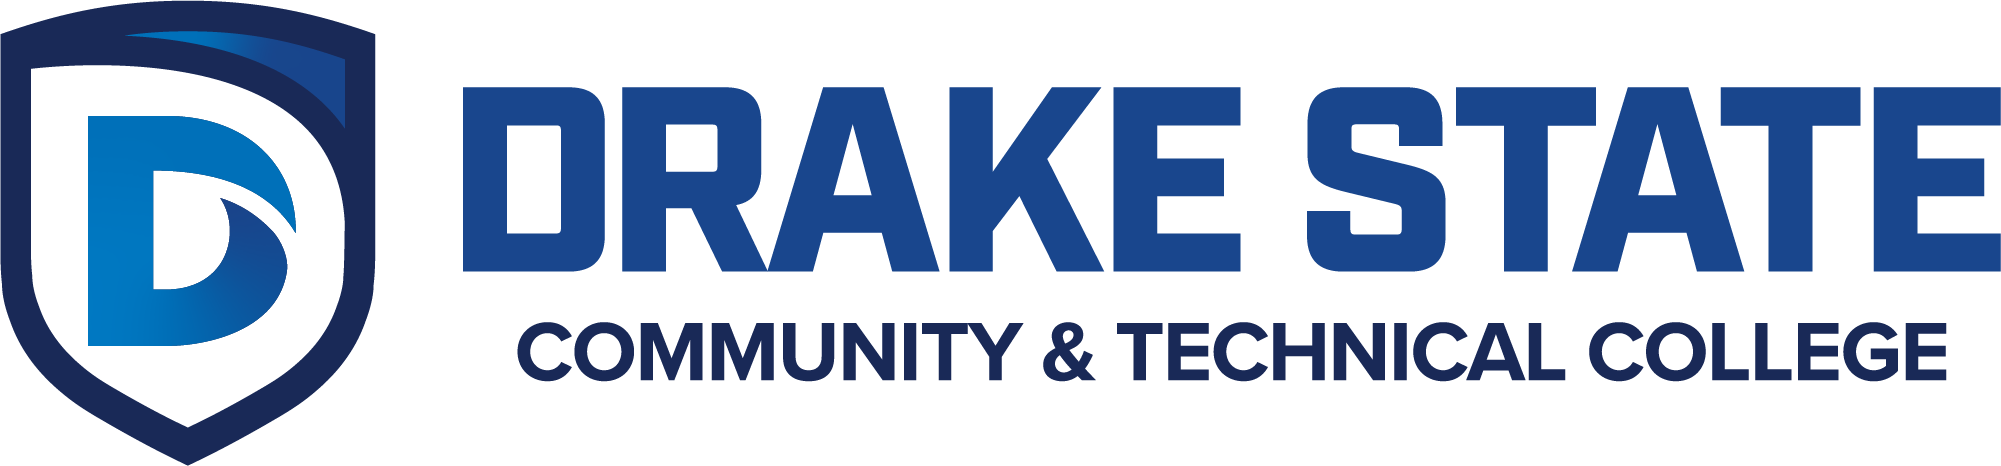 D
DRAKE STATE
COMMUNITY & TECHNICAL COLLEGE